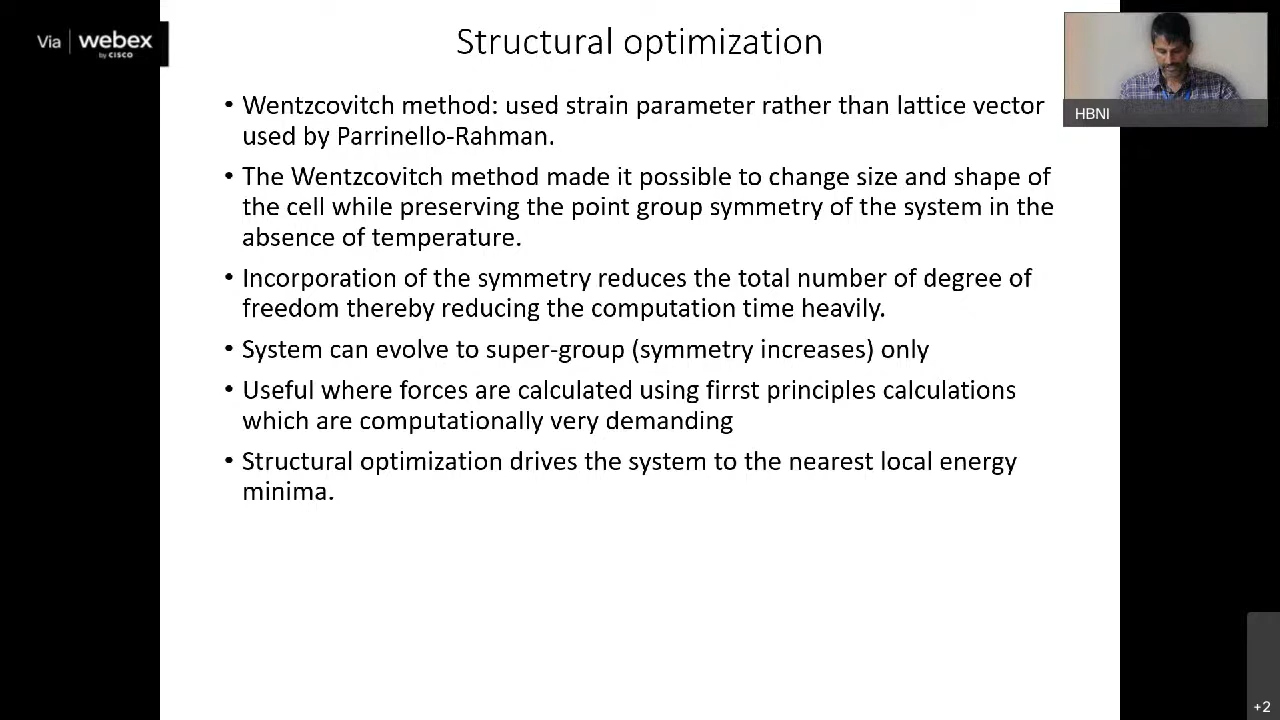 Via webex
by CISCO
Structural optimization
HBNI
• Wentzcovitch method: used strain parameter rather than lattice vector
used by Parrinello-Rahman.
• The Wentzcovitch method made it possible to change size and shape of
the cell while preserving the point group symmetry of the system in the
absence of temperature.
• Incorporation of the symmetry reduces the total number of degree of
freedom thereby reducing the computation time heavily.
• System can evolve to super-group (symmetry increases) only
• Useful where forces are calculated using firrst principles calculations
which are computationally very demanding
• Structural optimization drives the system to the nearest local energy
minima.
+2